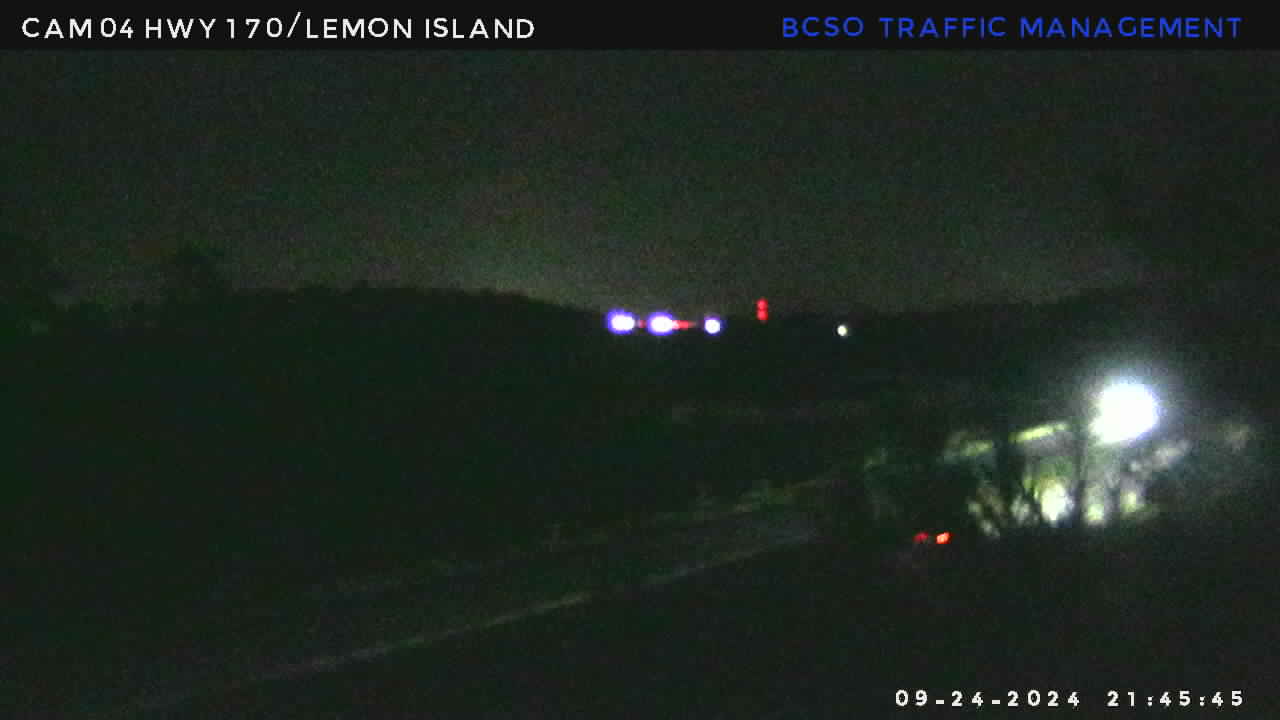 CAM04 HWY 170/LEMON ISLAND
BCSO TRAFFIC MANAGEMENT
09-24-2024 21:45:45